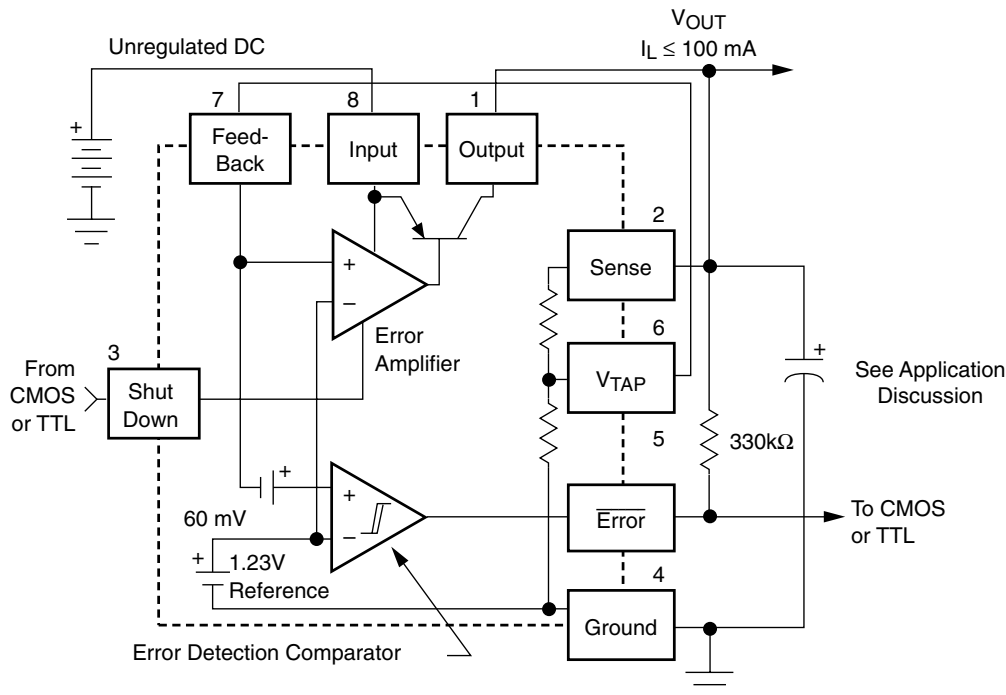 VOUT
IL ≤ 100 mA
Unregulated DC
7
8
1
+
Feed-
Back
Input
Output
2
Sense
+
–
Error
Amplifier
6
VTAP
+
See Application
Discussion
3
From
CMOS
or TTL
Shut
Down
5
330kΩ
+
+
–
60 mV
Error
To CMOS
or TTL
+
1.23V
Reference
4
Ground
Error Detection Comparator